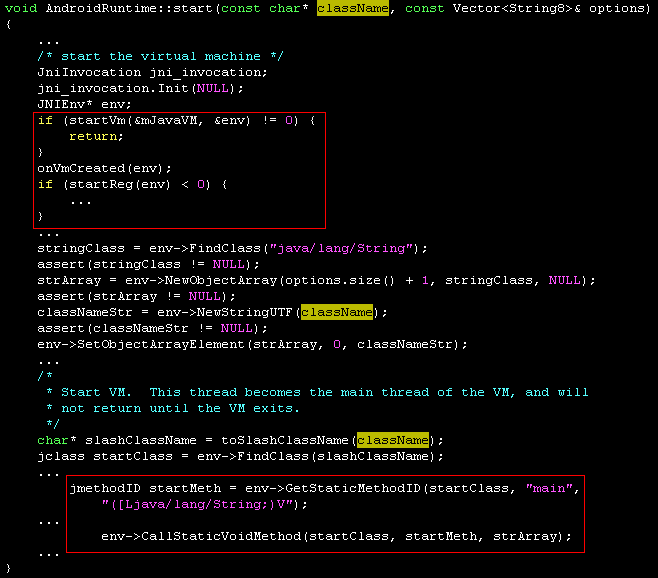 void AndroidRuntime::start(const char* className, const Vector<String8>& options)
{
    ...
    /* start the virtual machine */
    JniInvocation jni_invocation;
    jni_invocation.Init(NULL);
    JNIEnv* env;
    if (startVm(&mJavaVM, &env) != 0) {
        return;
    }
    onVmCreated(env);
    if (startReg(env) < 0) {
        ...
    }
    ...
    stringClass = env->FindClass("java/lang/String");
    assert(stringClass != NULL);
    strArray = env->NewObjectArray(options.size() + 1, stringClass, NULL);
    assert(strArray != NULL);
    classNameStr = env->NewStringUTF(className);
    assert(classNameStr != NULL);
    env->SetObjectArrayElement(strArray, 0, classNameStr);
    ...
    /*
     * Start VM.  This thread becomes the main thread of the VM, and will
     * not return until the VM exits.
     */
    char* slashClassName = toSlashClassName(className);
    jclass startClass = env->FindClass(slashClassName);
    ...
        jmethodID startMeth = env->GetStaticMethodID(startClass, "main",
            "([Ljava/lang/String;)V");
    ...
            env->CallStaticVoidMethod(startClass, startMeth, strArray);
    ...
}